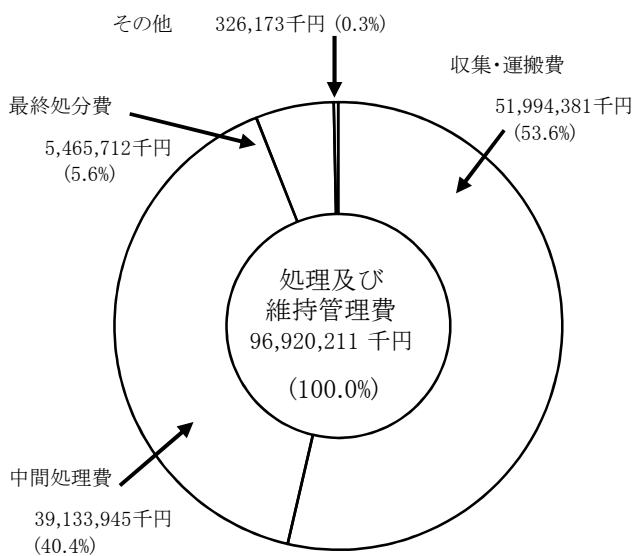 その他 326,173千円 (0.3%)
収集・運搬費
51,994,381千円
(53.6%)
最終処分費
5,465,712千円
(5.6%)
処理及び
維持管理費
96,920,211 千円
(100.0%)
中間処理費
39,133,945千円
(40.4%)